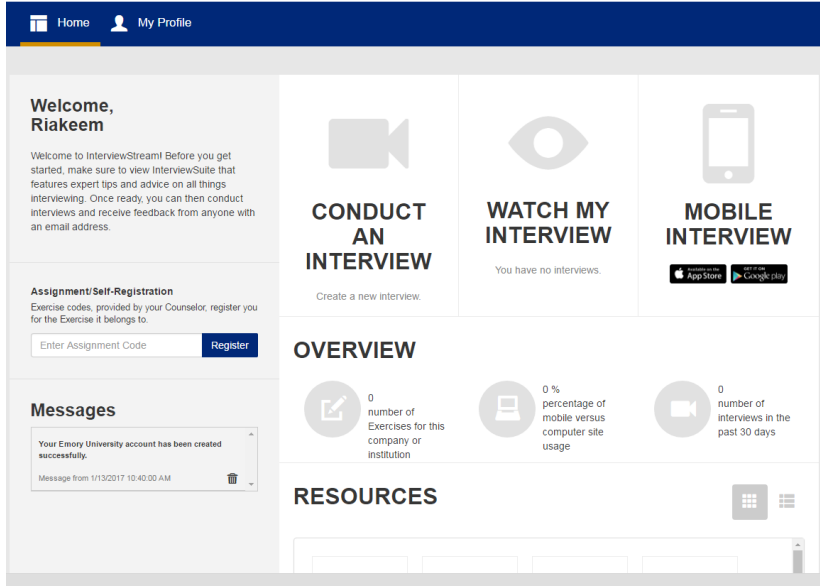 Home
My Profile
Welcome,
Riakeem
Welcome to InterviewStream! Before you get
started, make sure to view InterviewSuite that
features expert tips and advice on all things
interviewing. Once ready, you can then conduct
interviews and receive feedback from anyone with
an email address.
Assignment/Self-Registration
Exercise codes, provided by your Counselor, register you
for the Exercise it belongs to.
Enter Assignment Code
Register
Messages
Your Emory University account has been created
successfully.
Message from 1/13/2017 10:40:00 AM
CONDUCT
AN
INTERVIEW
Create a new interview.
WATCH MY
INTERVIEW
You have no interviews.
MOBILE
INTERVIEW
Available on the
App Store
GET IT ON
Google play
OVERVIEW
0
number of
Exercises for this
company or
institution
0 %
percentage of
mobile versus
computer site
usage
0
number of
interviews in the
past 30 days
RESOURCES